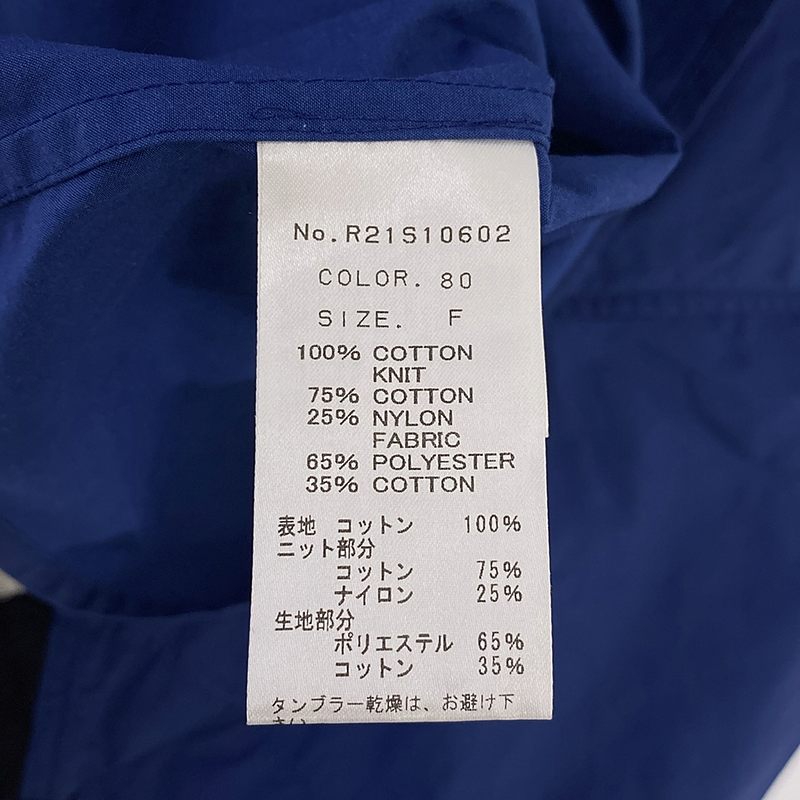 No.R21S10602
COLOR. 80
SIZE. F
100% COTTON
KNIT
75% COTTON
25% NYLON
FABRIC
65% POLYESTER
35% COTTON
表地 コットン 100%
ニット部分
コットン 75%
ナイロン 25%
生地部分
ポリエステル 65%
コットン 35%
タンブラー乾燥は、お避け下
さい